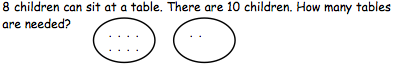 8 children can sit at a table. There are 10 children. How many tables
are needed?